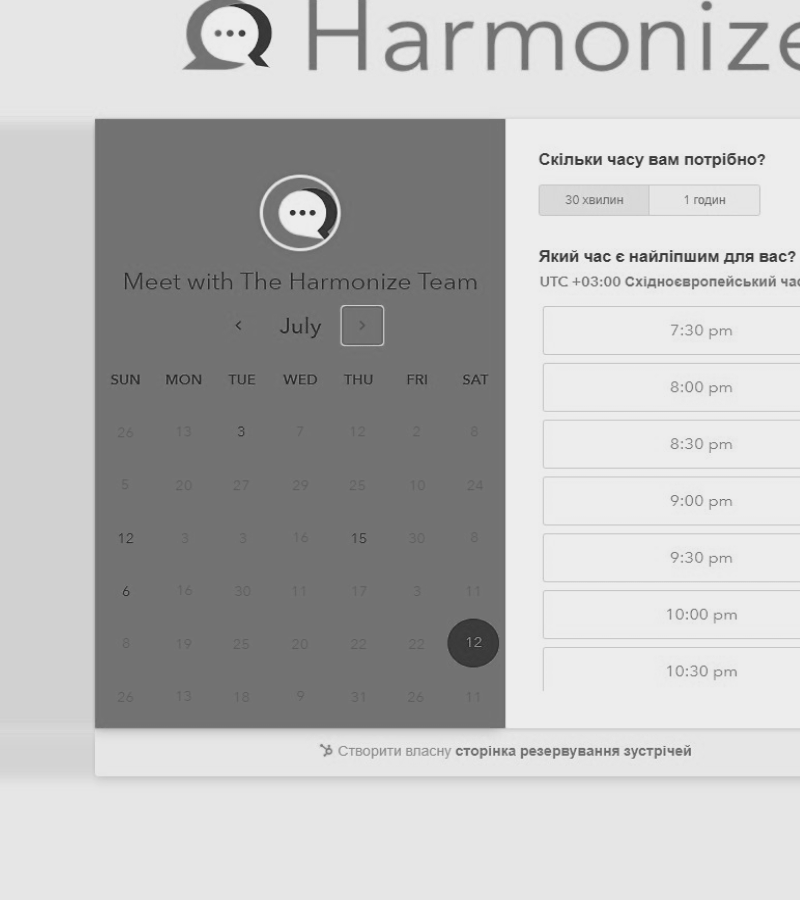 Harmonize
Meet with The Harmonize Team
July
SUN MON TUE WED THU FRI SAT
26 13 3 7 12 2 8
5 20 27 29 25 10 24
12 3 3 16 15 30 8
6 16 30 11 17 3 11
8 19 25 20 22 22 12
26 13 18 9 31 26 11
Скільки часу вам потрібно?
30 хвилин 1 годин
Який час є найліпшим для вас?
UTC +03:00 Східноєвропейський час
7:30 pm
8:00 pm
8:30 pm
9:00 pm
9:30 pm
10:00 pm
10:30 pm
Створити власну сторінка резервування зустрічей